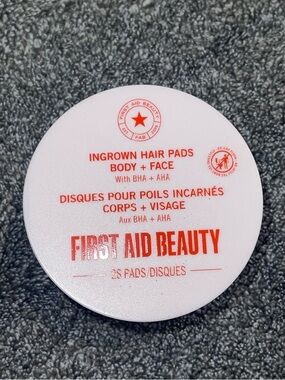 FIRST AID BEAUTY
FAB
INGROWN HAIR PADS
BODY + FACE
With BHA + AHA
DISQUES POUR POILS INCARNÉS
CORPS + VISAGE
Aux BHA + AHA
FIRST AID BEAUTY
28 PADS/DISQUES